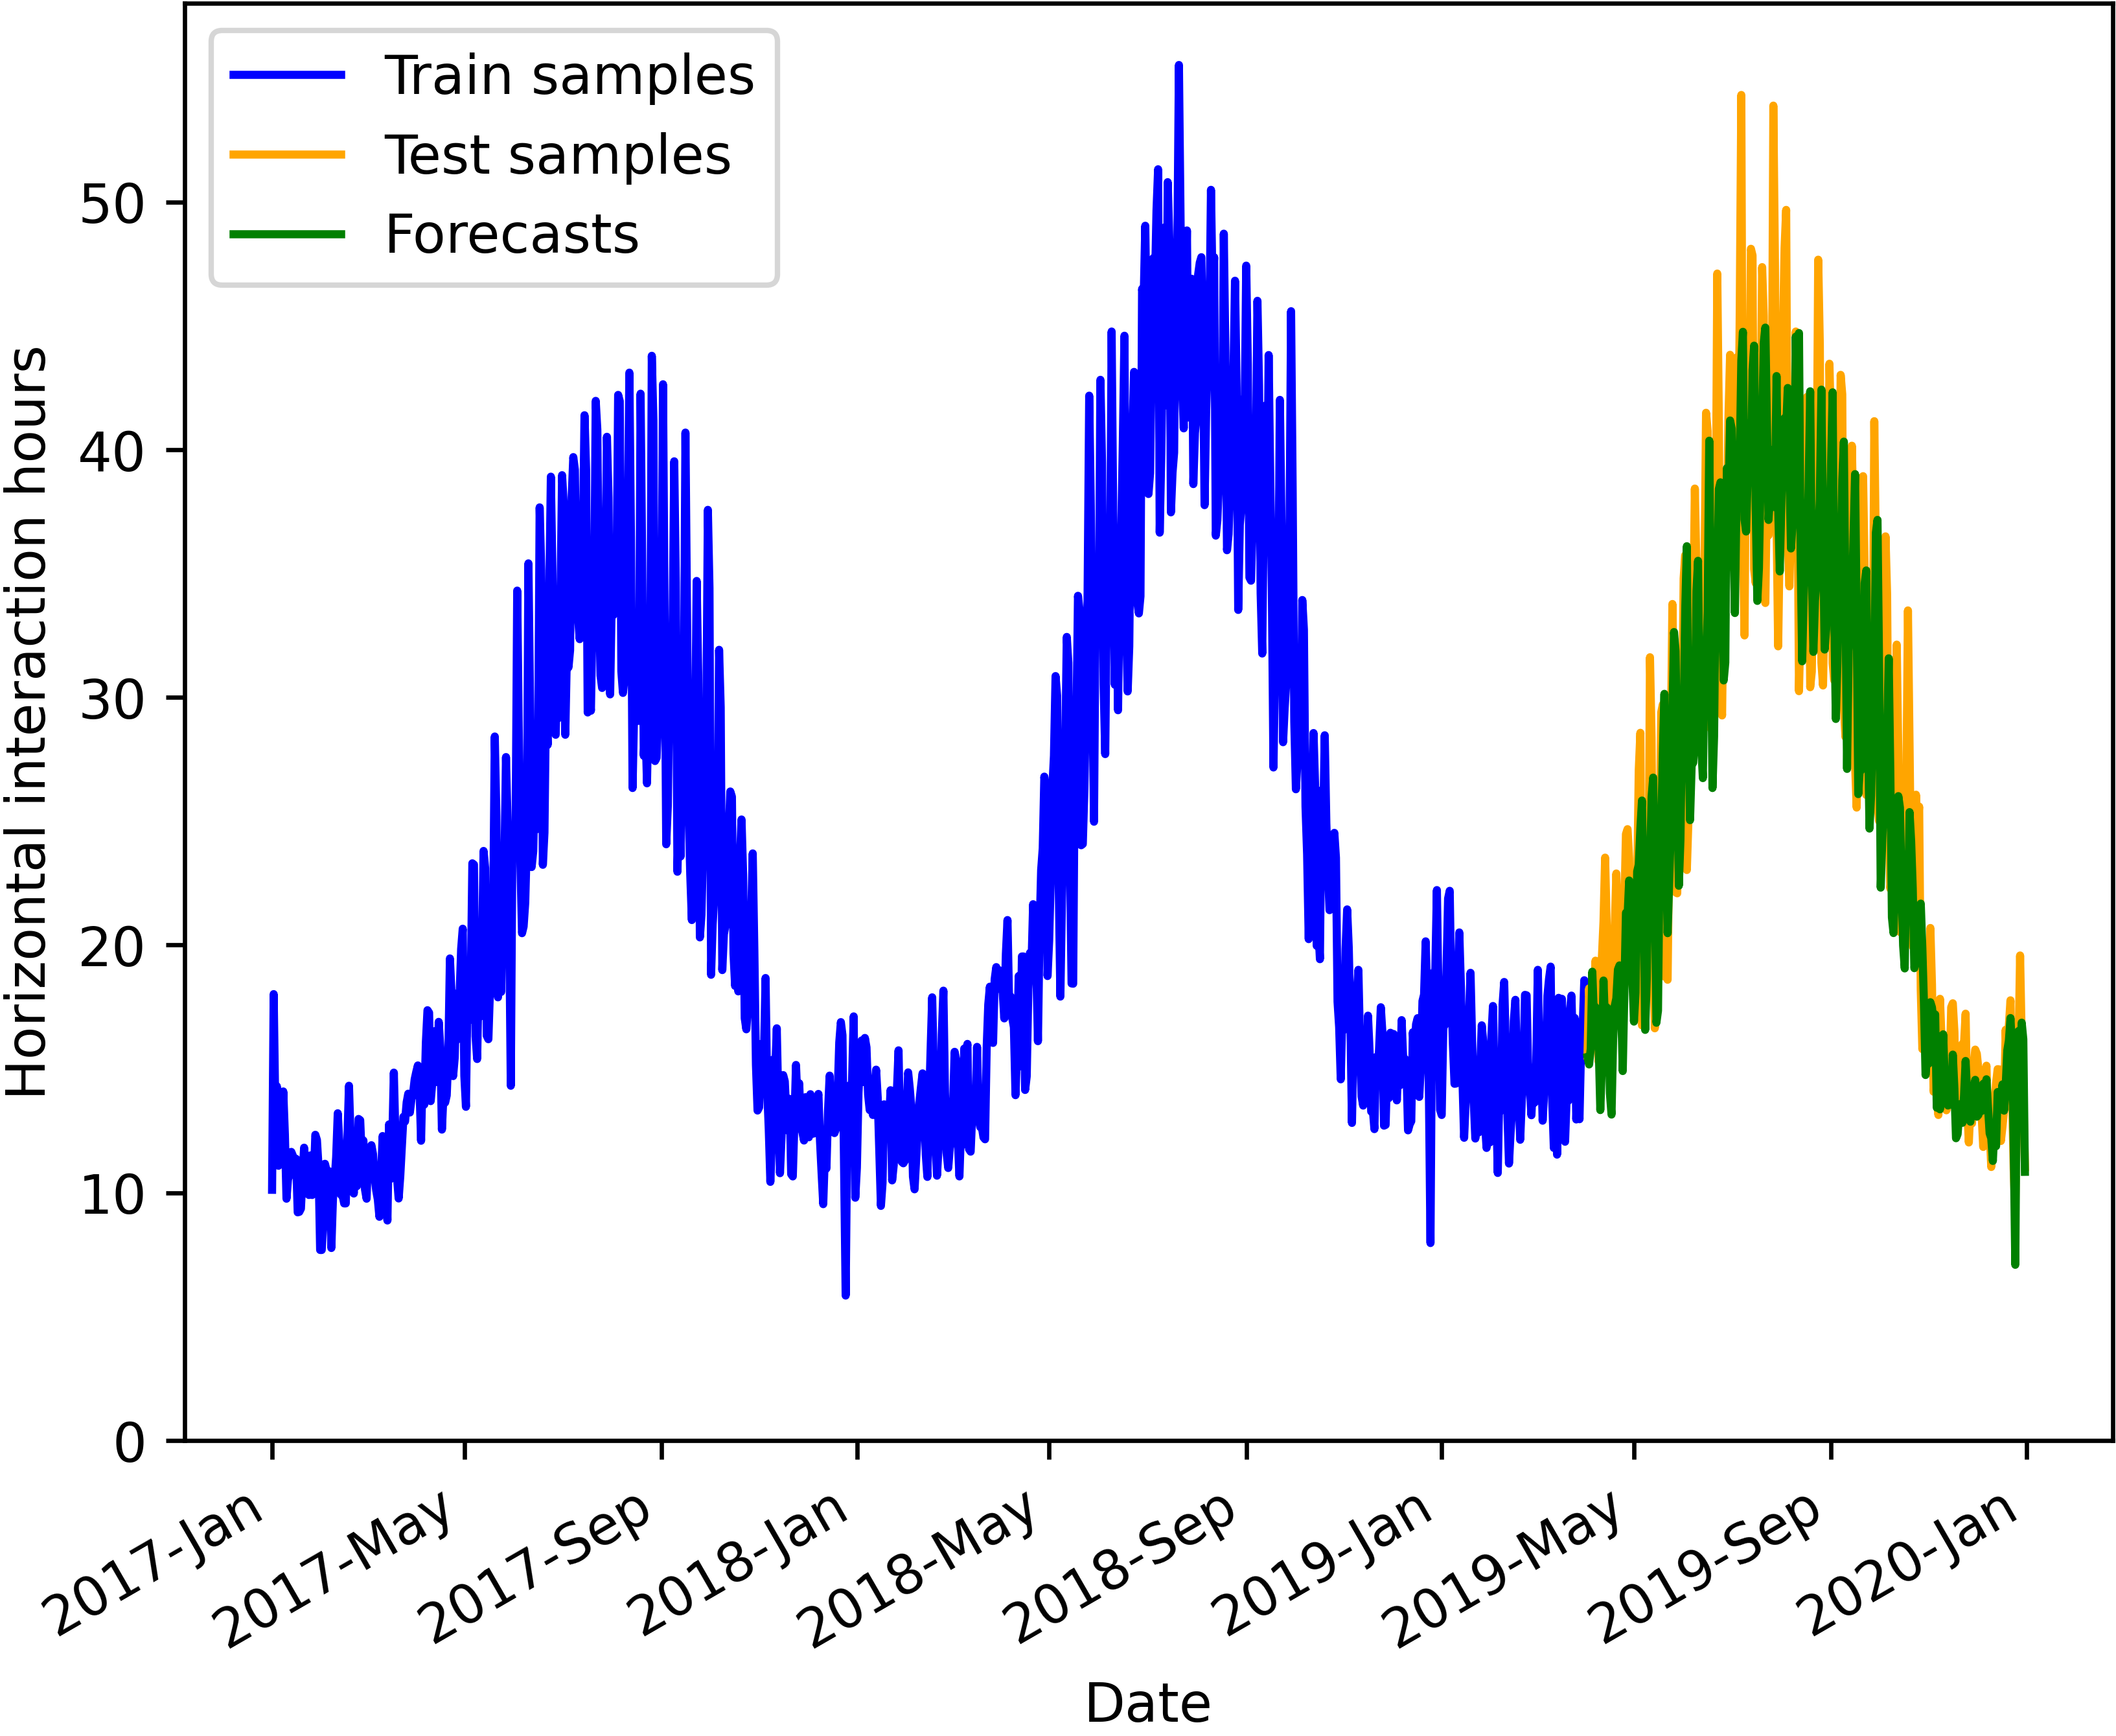 Train samples
Test samples
Forecasts
Horizontal interaction hours
50
40
30
20
10
0
2017-Jan
2017-May
2017-Sep
2018-Jan
2018-May
2018-Sep
2019-Jan
2019-May
2019-Sep
2020-Jan
Date